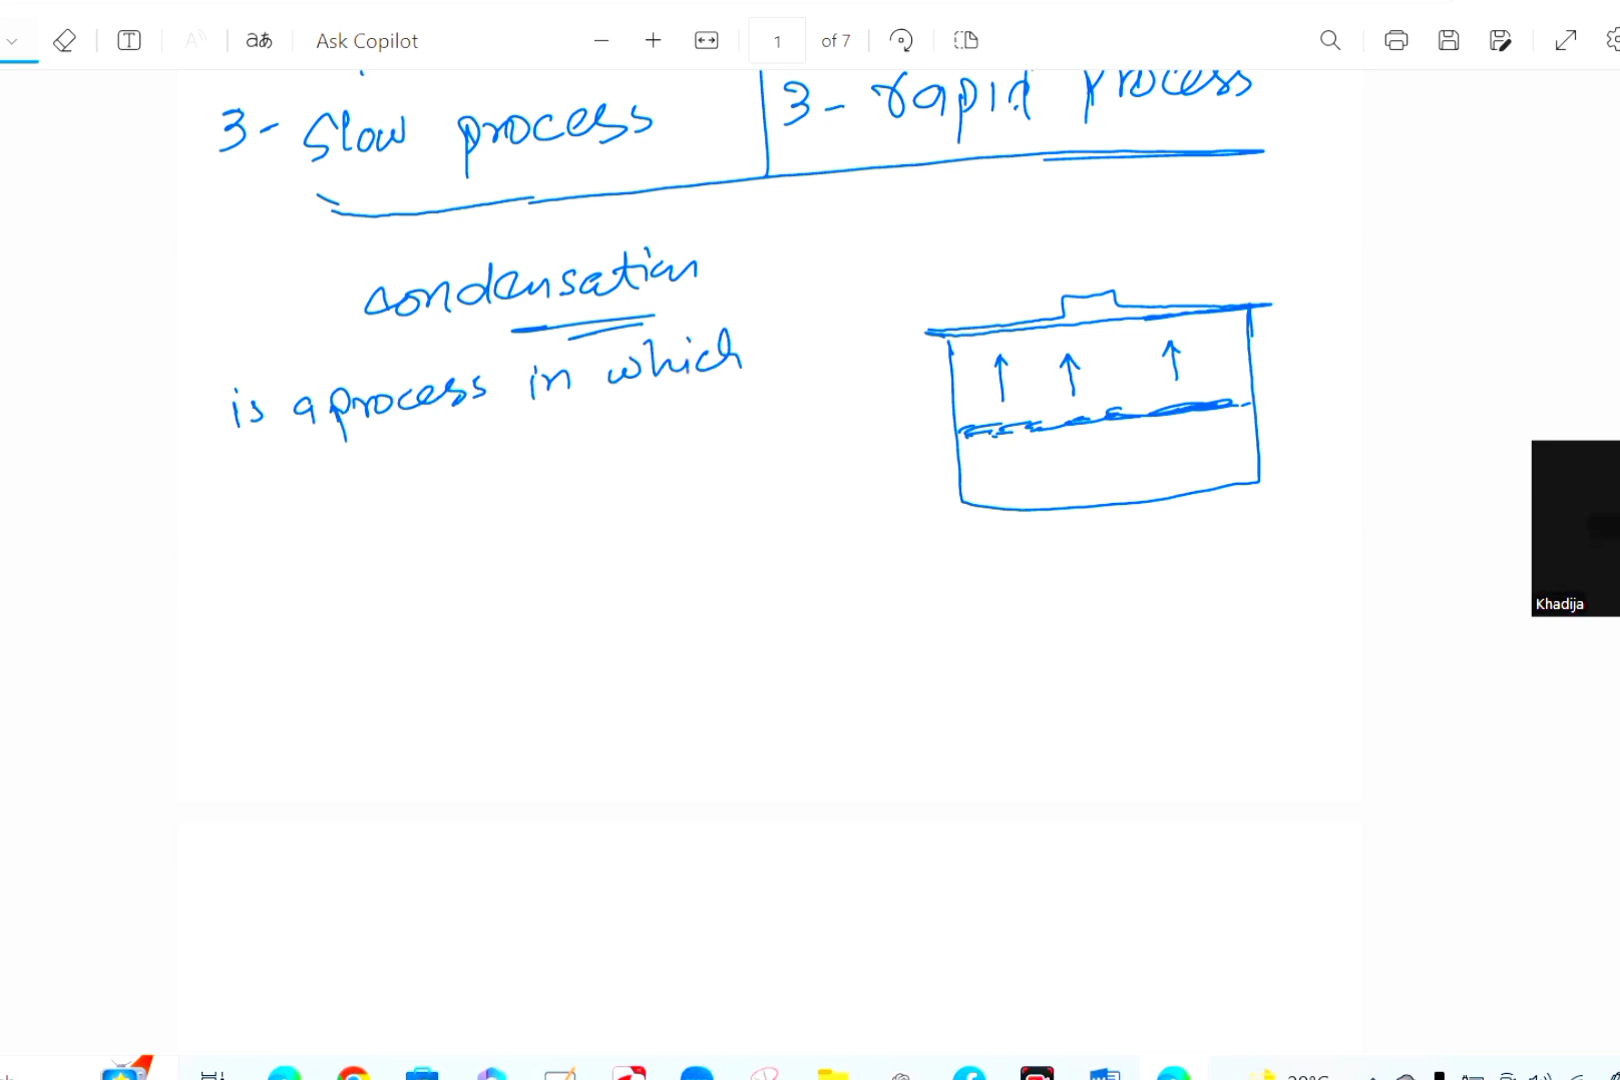 Ask Copilot
1 of 7
3- Slow process
3- rapid process
condensation
is a process in which
Khadija